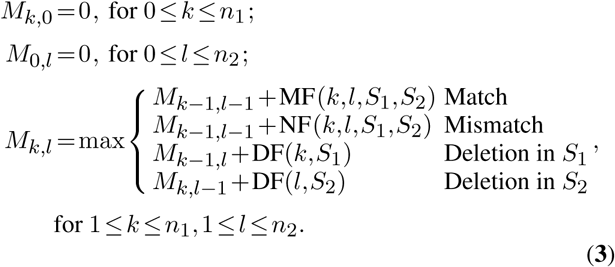 M_{k,0}=0, for 0≤k≤n_1;
M_{0,l}=0, for 0≤l≤n_2;
M_{k,l}=max { M_{k−1,l−1}+MF(k,l,S_1,S_2) Match
M_{k−1,l−1}+NF(k,l,S_1,S_2) Mismatch
M_{k−1,l}+DF(k,S_1) Deletion in S_1
M_{k,l−1}+DF(l,S_2) Deletion in S_2 ,
for 1≤k≤n_1,1≤l≤n_2.
(3)